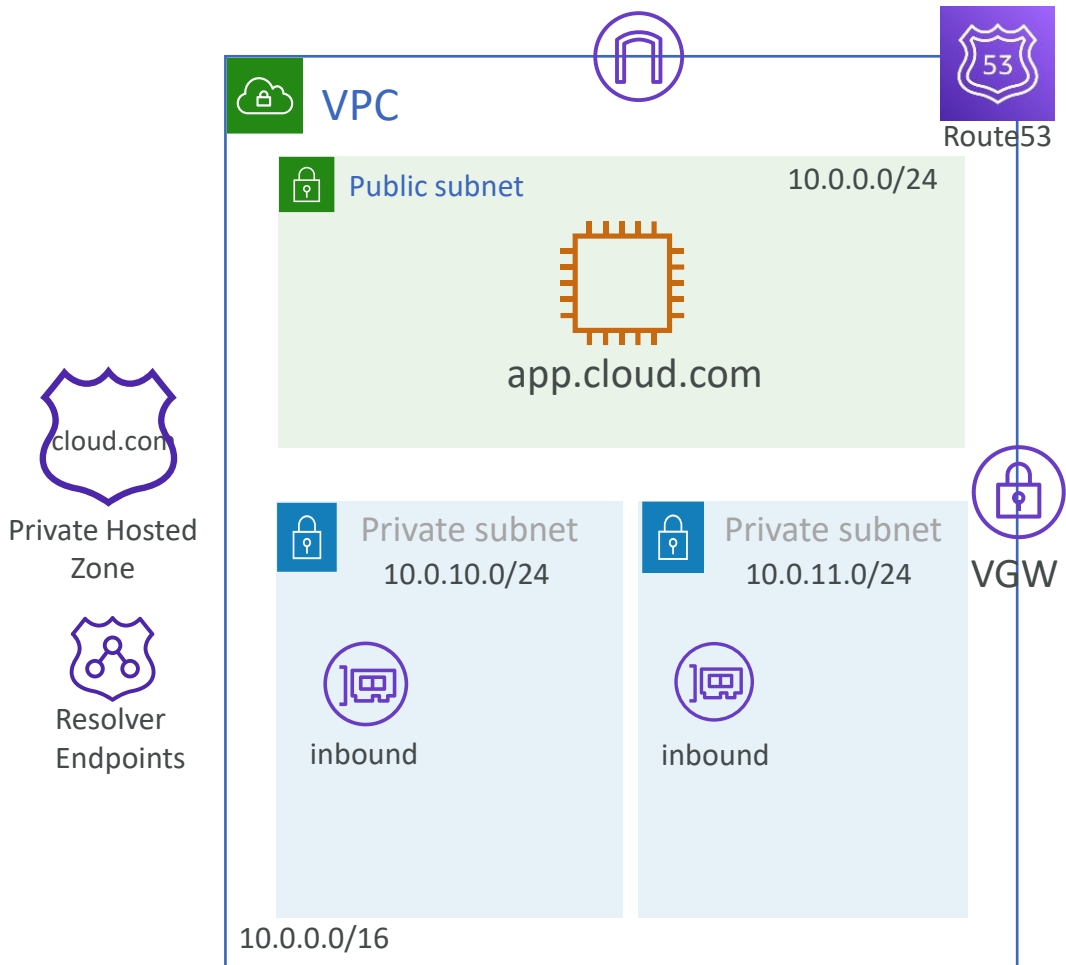 53
Route53
VPC
Public subnet
10.0.0.0/24
app.cloud.com
cloud.com
Private Hosted
Zone
Resolver
Endpoints
Private subnet
10.0.10.0/24
inbound
Private subnet
10.0.11.0/24
inbound
VGW
10.0.0.0/16